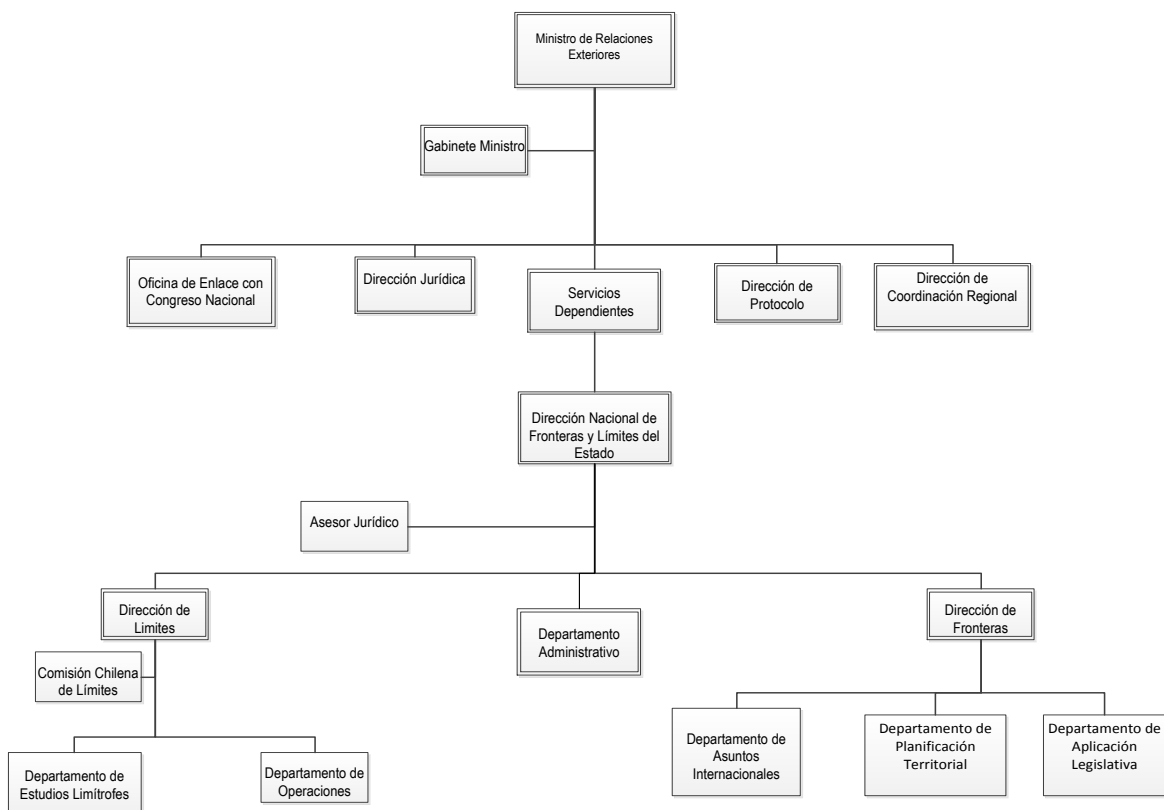 Ministro de Relaciones
Exteriores
Gabinete Ministro
Oficina de Enlace con
Congreso Nacional
Dirección Jurídica
Servicios
Dependientes
Dirección de
Protocolo
Dirección de
Coordinación Regional
Dirección Nacional de
Fronteras y Límites del
Estado
Asesor Jurídico
Dirección de
Limites
Departamento
Administrativo
Dirección de
Fronteras
Comisión Chilena
de Límites
Departamento de
Estudios Limítrofes
Departamento de
Operaciones
Departamento de
Asuntos
Internacionales
Departamento de
Planificación
Territorial
Departamento de
Aplicación
Legislativa